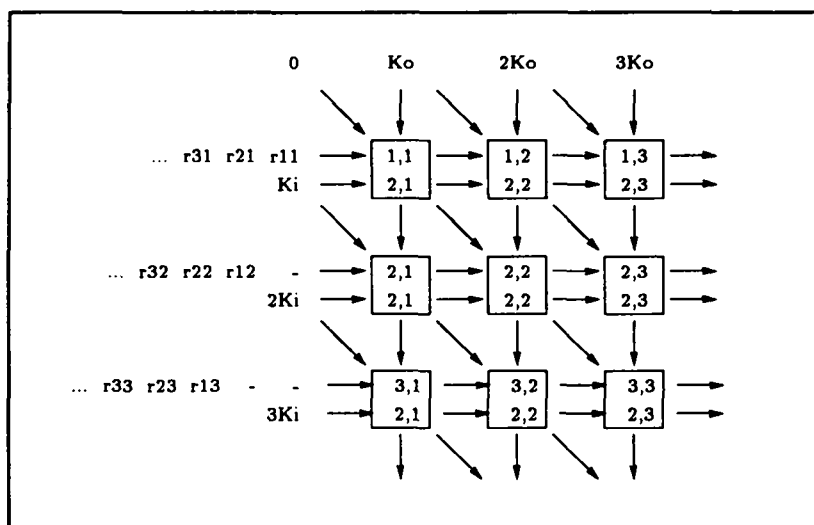 0 Ko 2Ko 3Ko
... r31 r21 r11 1,1 1,2 1,3
Ki 2,1 2,2 2,3
... r32 r22 r12 - 2,1 2,2 2,3
2Ki 2,1 2,2 2,3
... r33 r23 r13 - - 3,1 3,2 3,3
3Ki 2,1 2,2 2,3